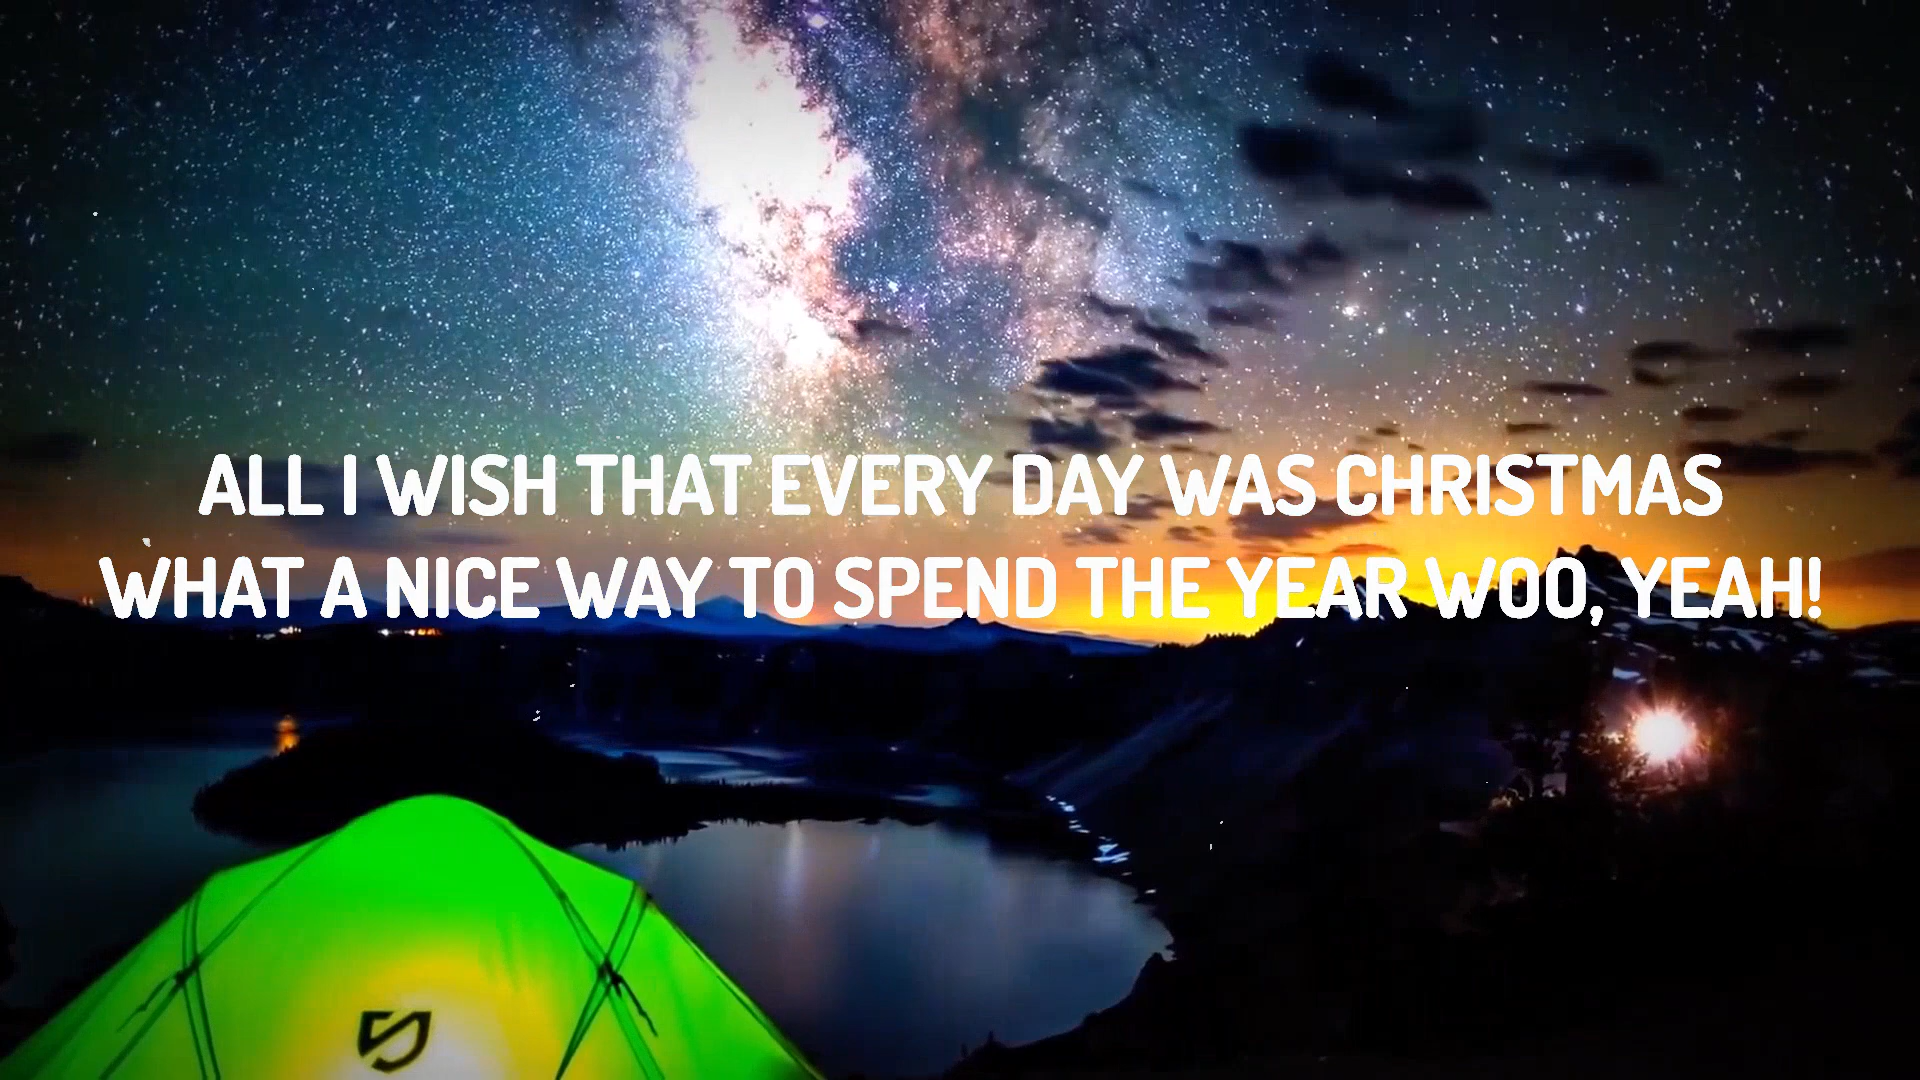 ALL I WISH THAT EVERY DAY WAS CHRISTMAS
WHAT A NICE WAY TO SPEND THE YEAR WOO, YEAH!